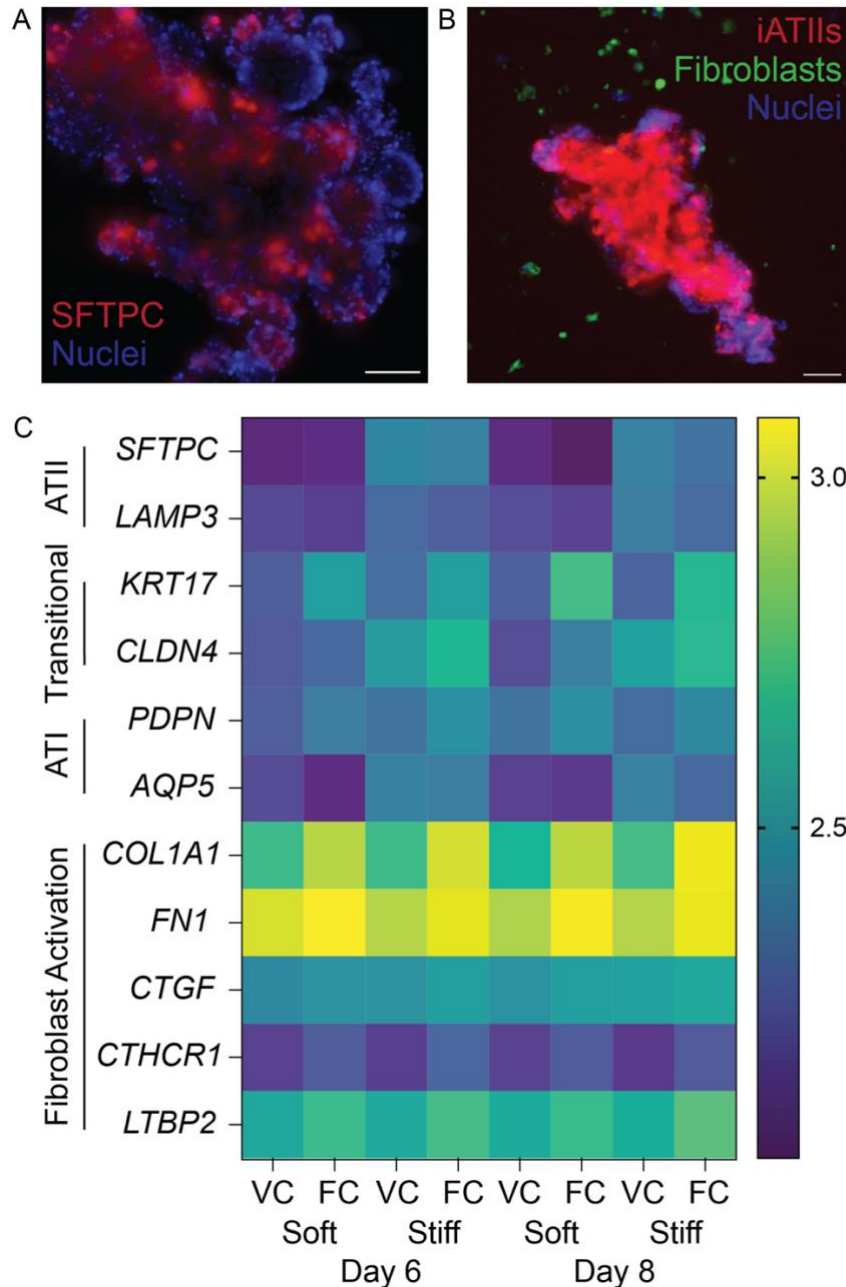 A
SFTPC
Nuclei
B
iATIIs
Fibroblasts
Nuclei
C
ATII
SFTPC
LAMP3
Transitional
KRT17
CLDN4
ATI
PDPN
AQP5
Fibroblast Activation
COL1A1
FN1
CTGF
CTHCR1
LTBP2
3.0
2.5
VC FC VC FC VC FC VC FC
Soft Stiff Soft Stiff
Day 6 Day 8